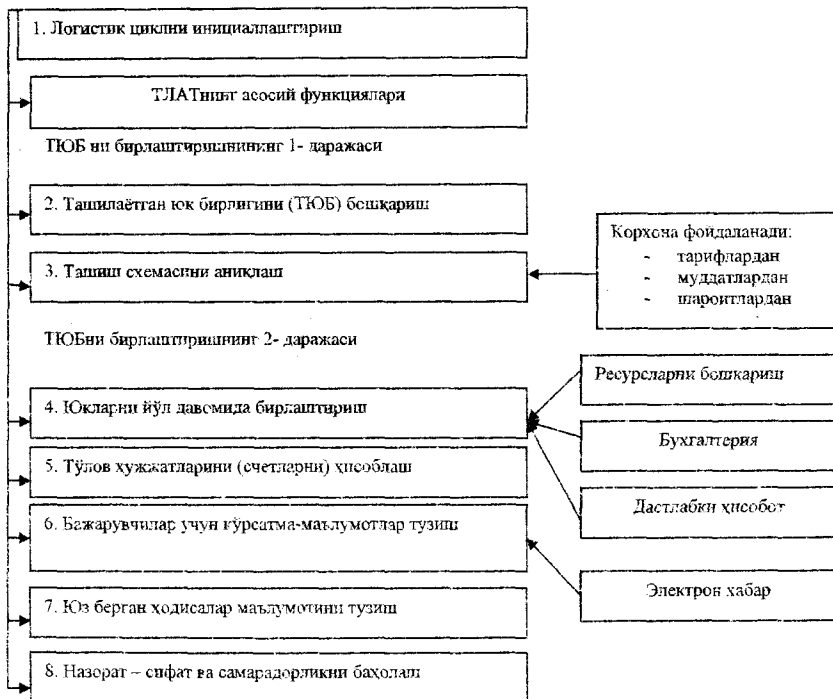 1. Логистик циклни инициаллаштириш
ТЛАТнинг асосий функциялари
ТЮБ ни бирлаштиришнининг 1- даражаси
2. Ташилаётган юк бирлигини (ТЮБ) бошқариш
3. Ташиш схемасини аниқлаш
Корхона фойдаланади:
- тарифлардан
- муддатлардан
- шароитлардан
ТЮБни бирлаштиришнинг 2- даражаси
Ресурсларни бошкариш
4. Юкларни йўл давомида бирлаштириш
Бухгалтерия
5. Тўлов ҳужжатларини (счетларни) ҳисоблаш
Дастлабки ҳисобот
6. Бажарувчилар учун кўрсатма-маълумотлар тузиш
Электрон хабар
7. Юз берган ҳодисалар маълумотини тузиш
8. Назорат – сифат ва самарадорликни баҳолаш